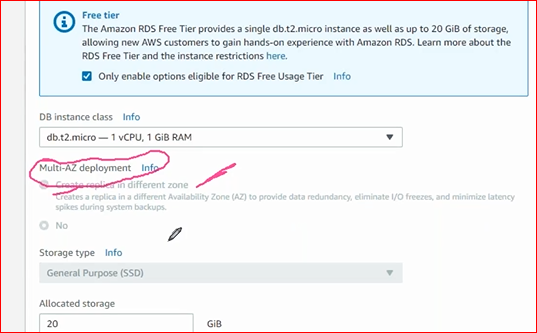 Free tier
The Amazon RDS Free Tier provides a single db.t2.micro instance as well as up to 20 GiB of storage,
allowing new AWS customers to gain hands-on experience with Amazon RDS. Learn more about the
RDS Free Tier and the instance restrictions here.
Only enable options eligible for RDS Free Usage Tier Info
DB instance class Info
db.t2.micro — 1 vCPU, 1 GiB RAM
Multi-AZ deployment Info
Create replica in different zone
Creates a replica in a different Availability Zone (AZ) to provide data redundancy, eliminate I/O freezes, and minimize latency
spikes during system backups.
No
Storage type Info
General Purpose (SSD)
Allocated storage
20 GiB